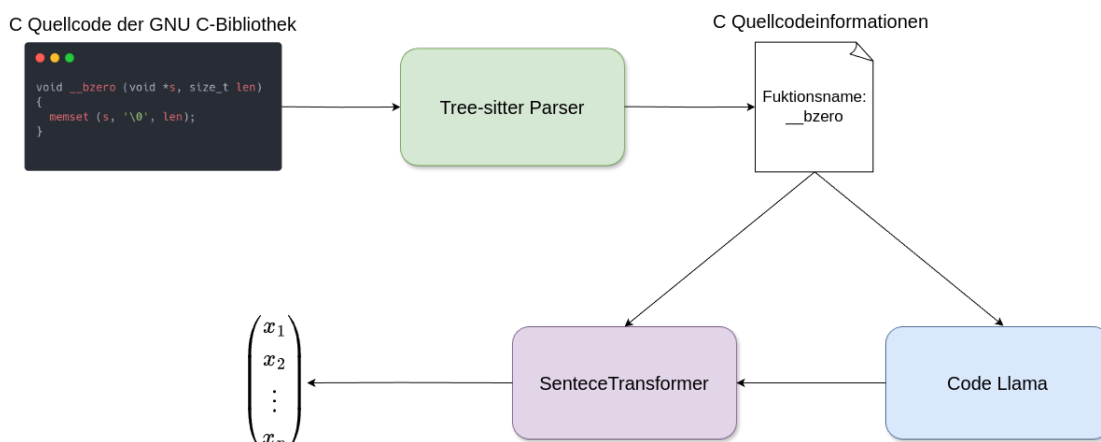 C Quellcode der GNU C-Bibliothek
C Quellcodeinformationen
void __bzero (void *s, size_t len)
{
memset (s, '\0', len);
}
Tree-sitter Parser
Fuktionsname:
__bzero
x1
x2
⋮
SenteceTransformer
Code Llama